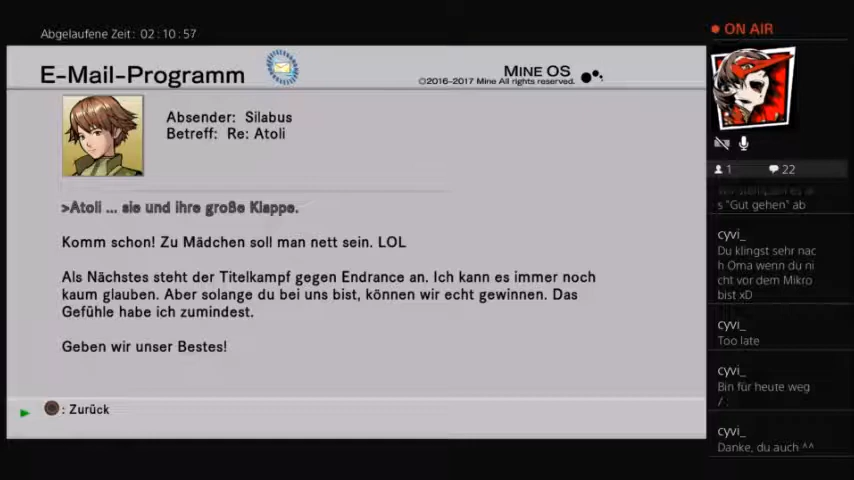 Abgelaufene Zeit: 02:10:57
E-Mail-Programm
MINE OS
©2016-2017 Mine All rights reserved.
Absender: Silabus
Betreff: Re: Atoli
>Atoli ... sie und ihre große Klappe.
Komm schon! Zu Mädchen soll man nett sein. LOL
Als Nächstes steht der Titelkampf gegen Endrance an. Ich kann es immer noch
kaum glauben. Aber solange du bei uns bist, können wir echt gewinnen. Das
Gefühle habe ich zumindest.
Geben wir unser Bestes!
: Zurück
ON AIR
1
22
s "Gut gehen" ab
cyvi_
Du klingst sehr nac
h Oma wenn du ni
cht vor dem Mikro
bist xD
cyvi_
Too late
cyvi_
Bin für heute weg
/ :
cyvi_
Danke, du auch ^^